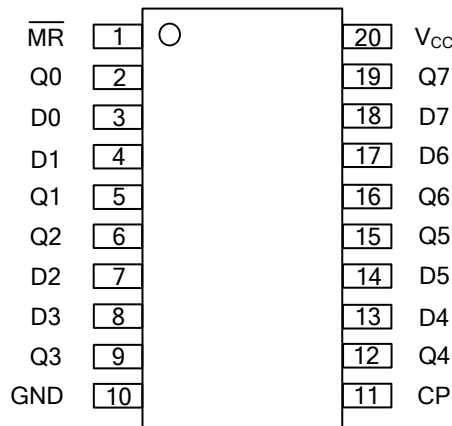 M̅R̅ 1 20 VCC
Q0 2 19 Q7
D0 3 18 D7
D1 4 17 D6
Q1 5 16 Q6
Q2 6 15 Q5
D2 7 14 D5
D3 8 13 D4
Q3 9 12 Q4
GND 10 11 CP